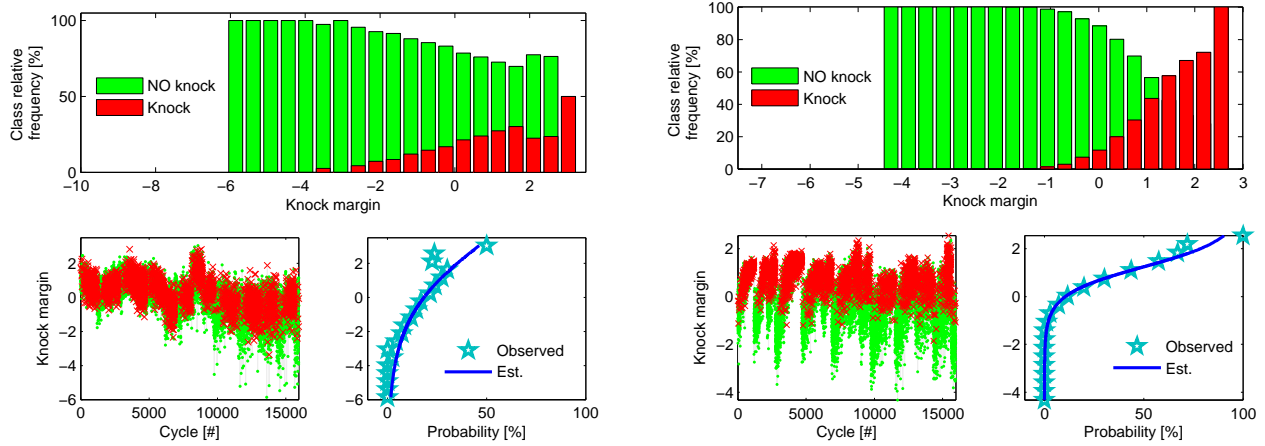 100
50
0
Class relative
frequency [%]
NO knock
Knock
−10
−8
−6
−4
−2
0
2
Knock margin
100
80
60
40
20
0
Class relative
frequency [%]
NO knock
Knock
−7
−6
−5
−4
−3
−2
−1
0
1
2
3
Knock margin
2
0
−2
−4
−6
Knock margin
0
5000
10000
15000
Cycle [#]
2
0
−2
−4
−6
Observed
Est.
0
50
100
Probability [%]
2
0
−2
−4
Knock margin
0
5000
10000
15000
Cycle [#]
2
0
−2
−4
Observed
Est.
0
50
100
Probability [%]